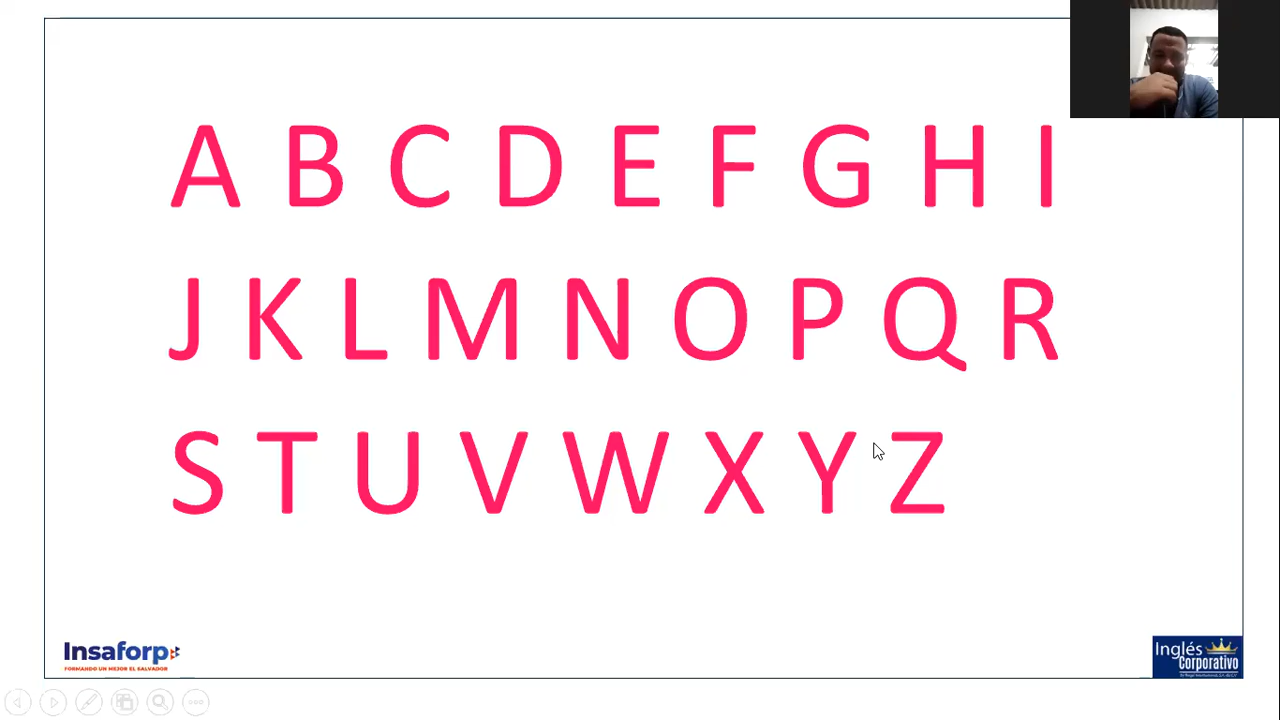 A B C D E F G H I
J K L M N O P Q R
S T U V W X Y Z
Insaforp
FORMANDO UN MEJOR EL SALVADOR
Inglés
Corporativo